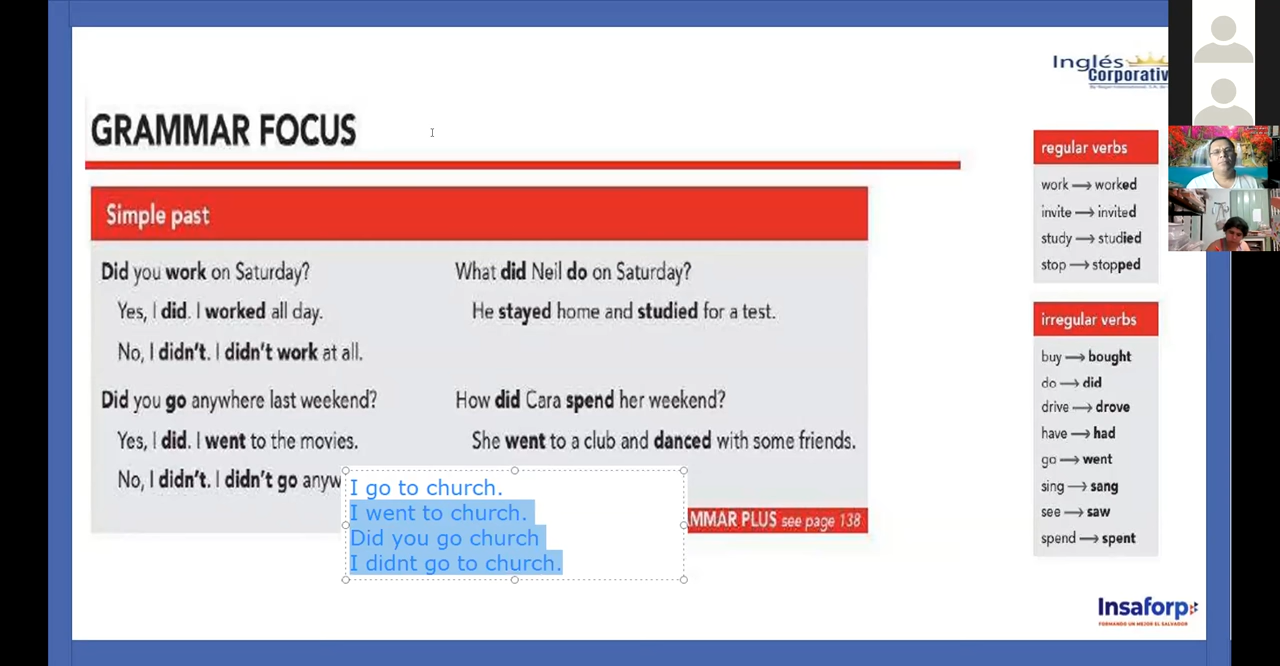 Inglés
Corporativ
GRAMMAR FOCUS
Simple past
Did you work on Saturday?
Yes, I did. I worked all day.
No, I didn't. I didn't work at all.
Did you go anywhere last weekend?
Yes, I did. I went to the movies.
No, I didn't. I didn't go anyw
What did Neil do on Saturday?
He stayed home and studied for a test.
How did Cara spend her weekend?
She went to a club and danced with some friends.
MMAR PLUS see page 138
I go to church.
I went to church.
Did you go church
I didnt go to church.
regular verbs
work → worked
invite → invited
study → studied
stop → stopped
irregular verbs
buy → bought
do → did
drive → drove
have → had
go → went
sing → sang
see → saw
spend → spent
Insaforp
FORMANDO UN MEJOR EL SALVADOR